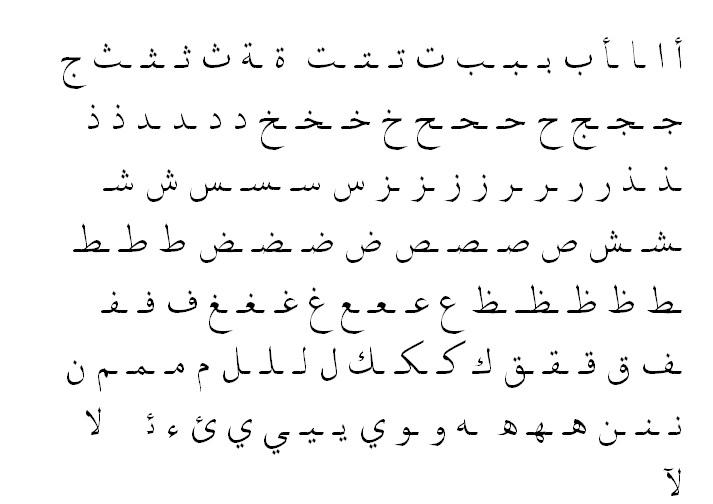 أ ا ـا ـأ ب بـ ـبـ ـب ت تـ ـتـ ـت ة ـة ث ثـ ـثـ ـث ج
جـ ـجـ ـج ح حـ ـحـ ـح خ خـ ـخـ ـخ د د ـد ـد ذ ذ
ـذ ـذ ر ر ـر ـر ز ز ـز ـز س سـ ـسـ ـس ش شـ
ـشـ ـش ص صـ ـصـ ـص ض ضـ ـضـ ـض ط طـ ـطـ
ـط ظ ظـ ـظـ ـظ ع عـ ـعـ ـع غ غـ ـغـ ـغ ف فـ ـفـ
ـف ق قـ ـقـ ـق ك كـ ـكـ ـك ل لـ ـلـ ـل م مـ ـمـ ـم ن
نـ ـنـ ـن هـ ـهـ ه ـه و ـو ي يـ ـيـ ـي ي ئ ء ئـ لا
لآ